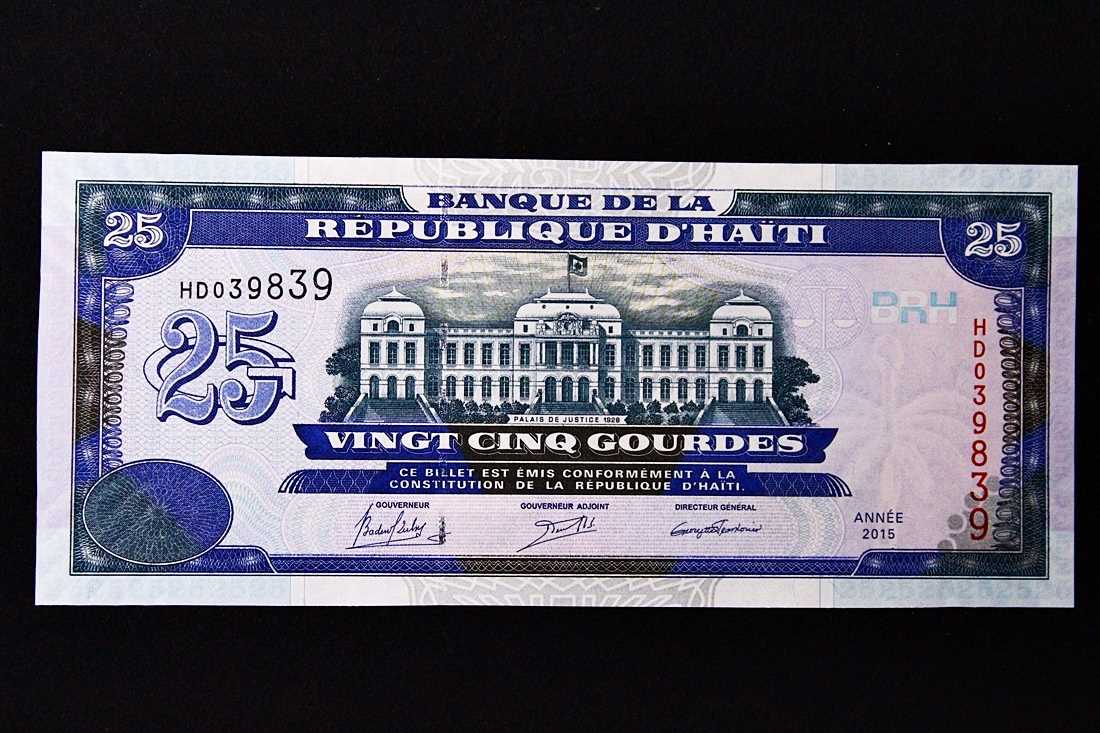 BANQUE DE LA
RÉPUBLIQUE D'HAÏTI
25
25
HD039839
BRH
25
HD039839
PALAIS DE JUSTICE 1928
VINGT CINQ GOURDES
CE BILLET EST ÉMIS CONFORMÉMENT À LA
CONSTITUTION DE LA RÉPUBLIQUE D'HAÏTI.
GOUVERNEUR
GOUVERNEUR ADJOINT
DIRECTEUR GÉNÉRAL
ANNÉE
2015